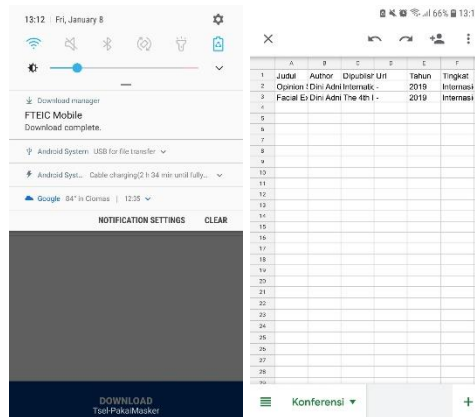 13:12 | Fri, January 8
Download manager
FTEIC Mobile
Download complete.
Android System USB for file transfer
Android Syst... Cable charging(2 h 34 min until fully...
Google 84° in Ciomas | 12:35
NOTIFICATION SETTINGS CLEAR
DOWNLOAD
Tsel-PakaiMasker
66% 13:1
A B C D E F
1 Judul Author Dipublish Url Tahun Tingkat
2 Opinion Dini Adni Internatic - 2019 Internasi
3 Facial Ex Dini Adni The 4th I - 2019 Internasi
4
5
6
7
8
9
10
11
12
13
14
15
16
17
18
19
20
21
22
23
24
25
26
27
28
29
Konferensi